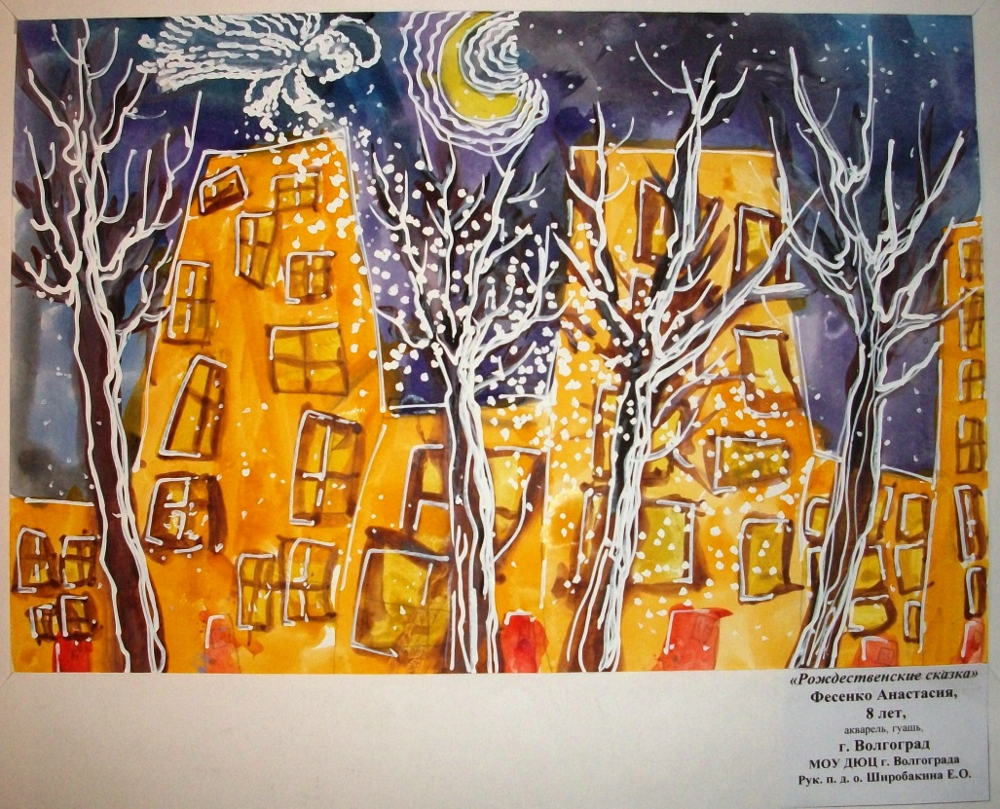 «Рождественские сказка»
Фесенко Анастасия,
8 лет,
акварель, гуашь,
г. Волгоград
МОУ ДЮЦ г. Волгограда
Рук. п. д. о. Широбакина Е.О.